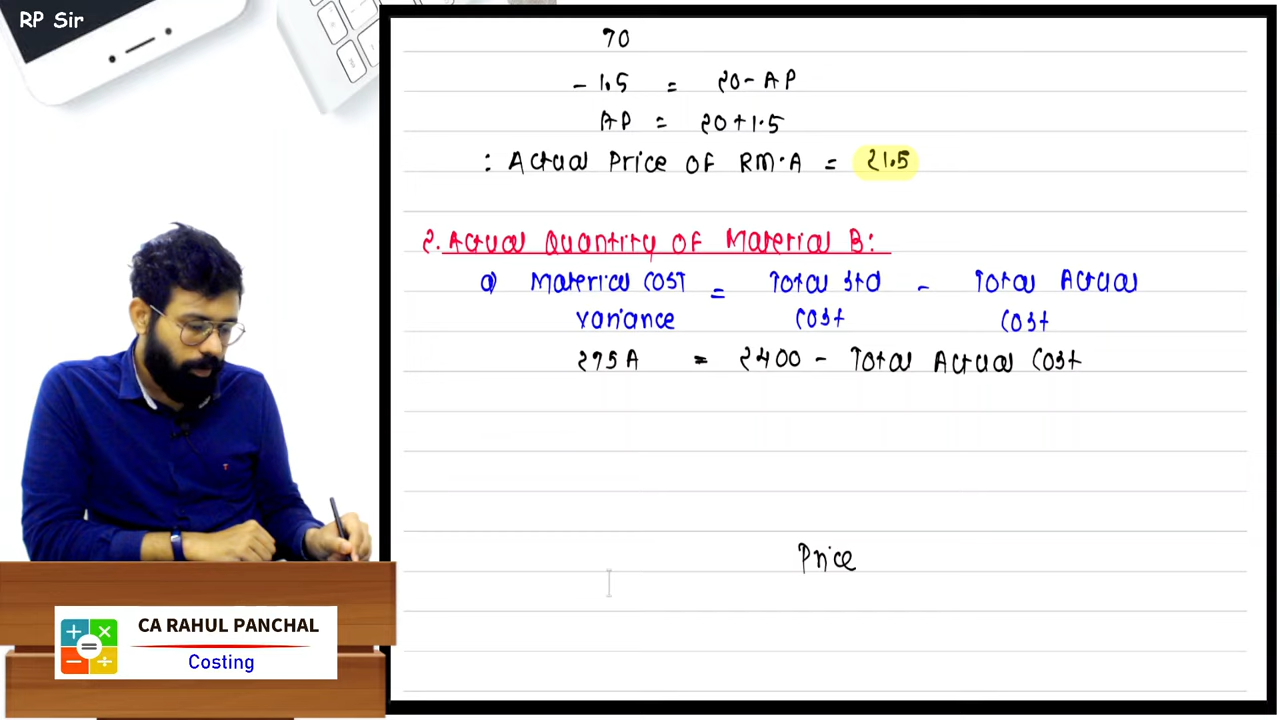 RP Sir
70
- 1.5 = 20 - AP
AP = 20 + 1.5
: Actual Price OF RM.A = 21.5
2. Actual Quantity of Material B:
a) Material Cost = Total Std - Total Actual
variance Cost Cost
275A = 2400 - Total Actual Cost
Price
CA RAHUL PANCHAL
Costing